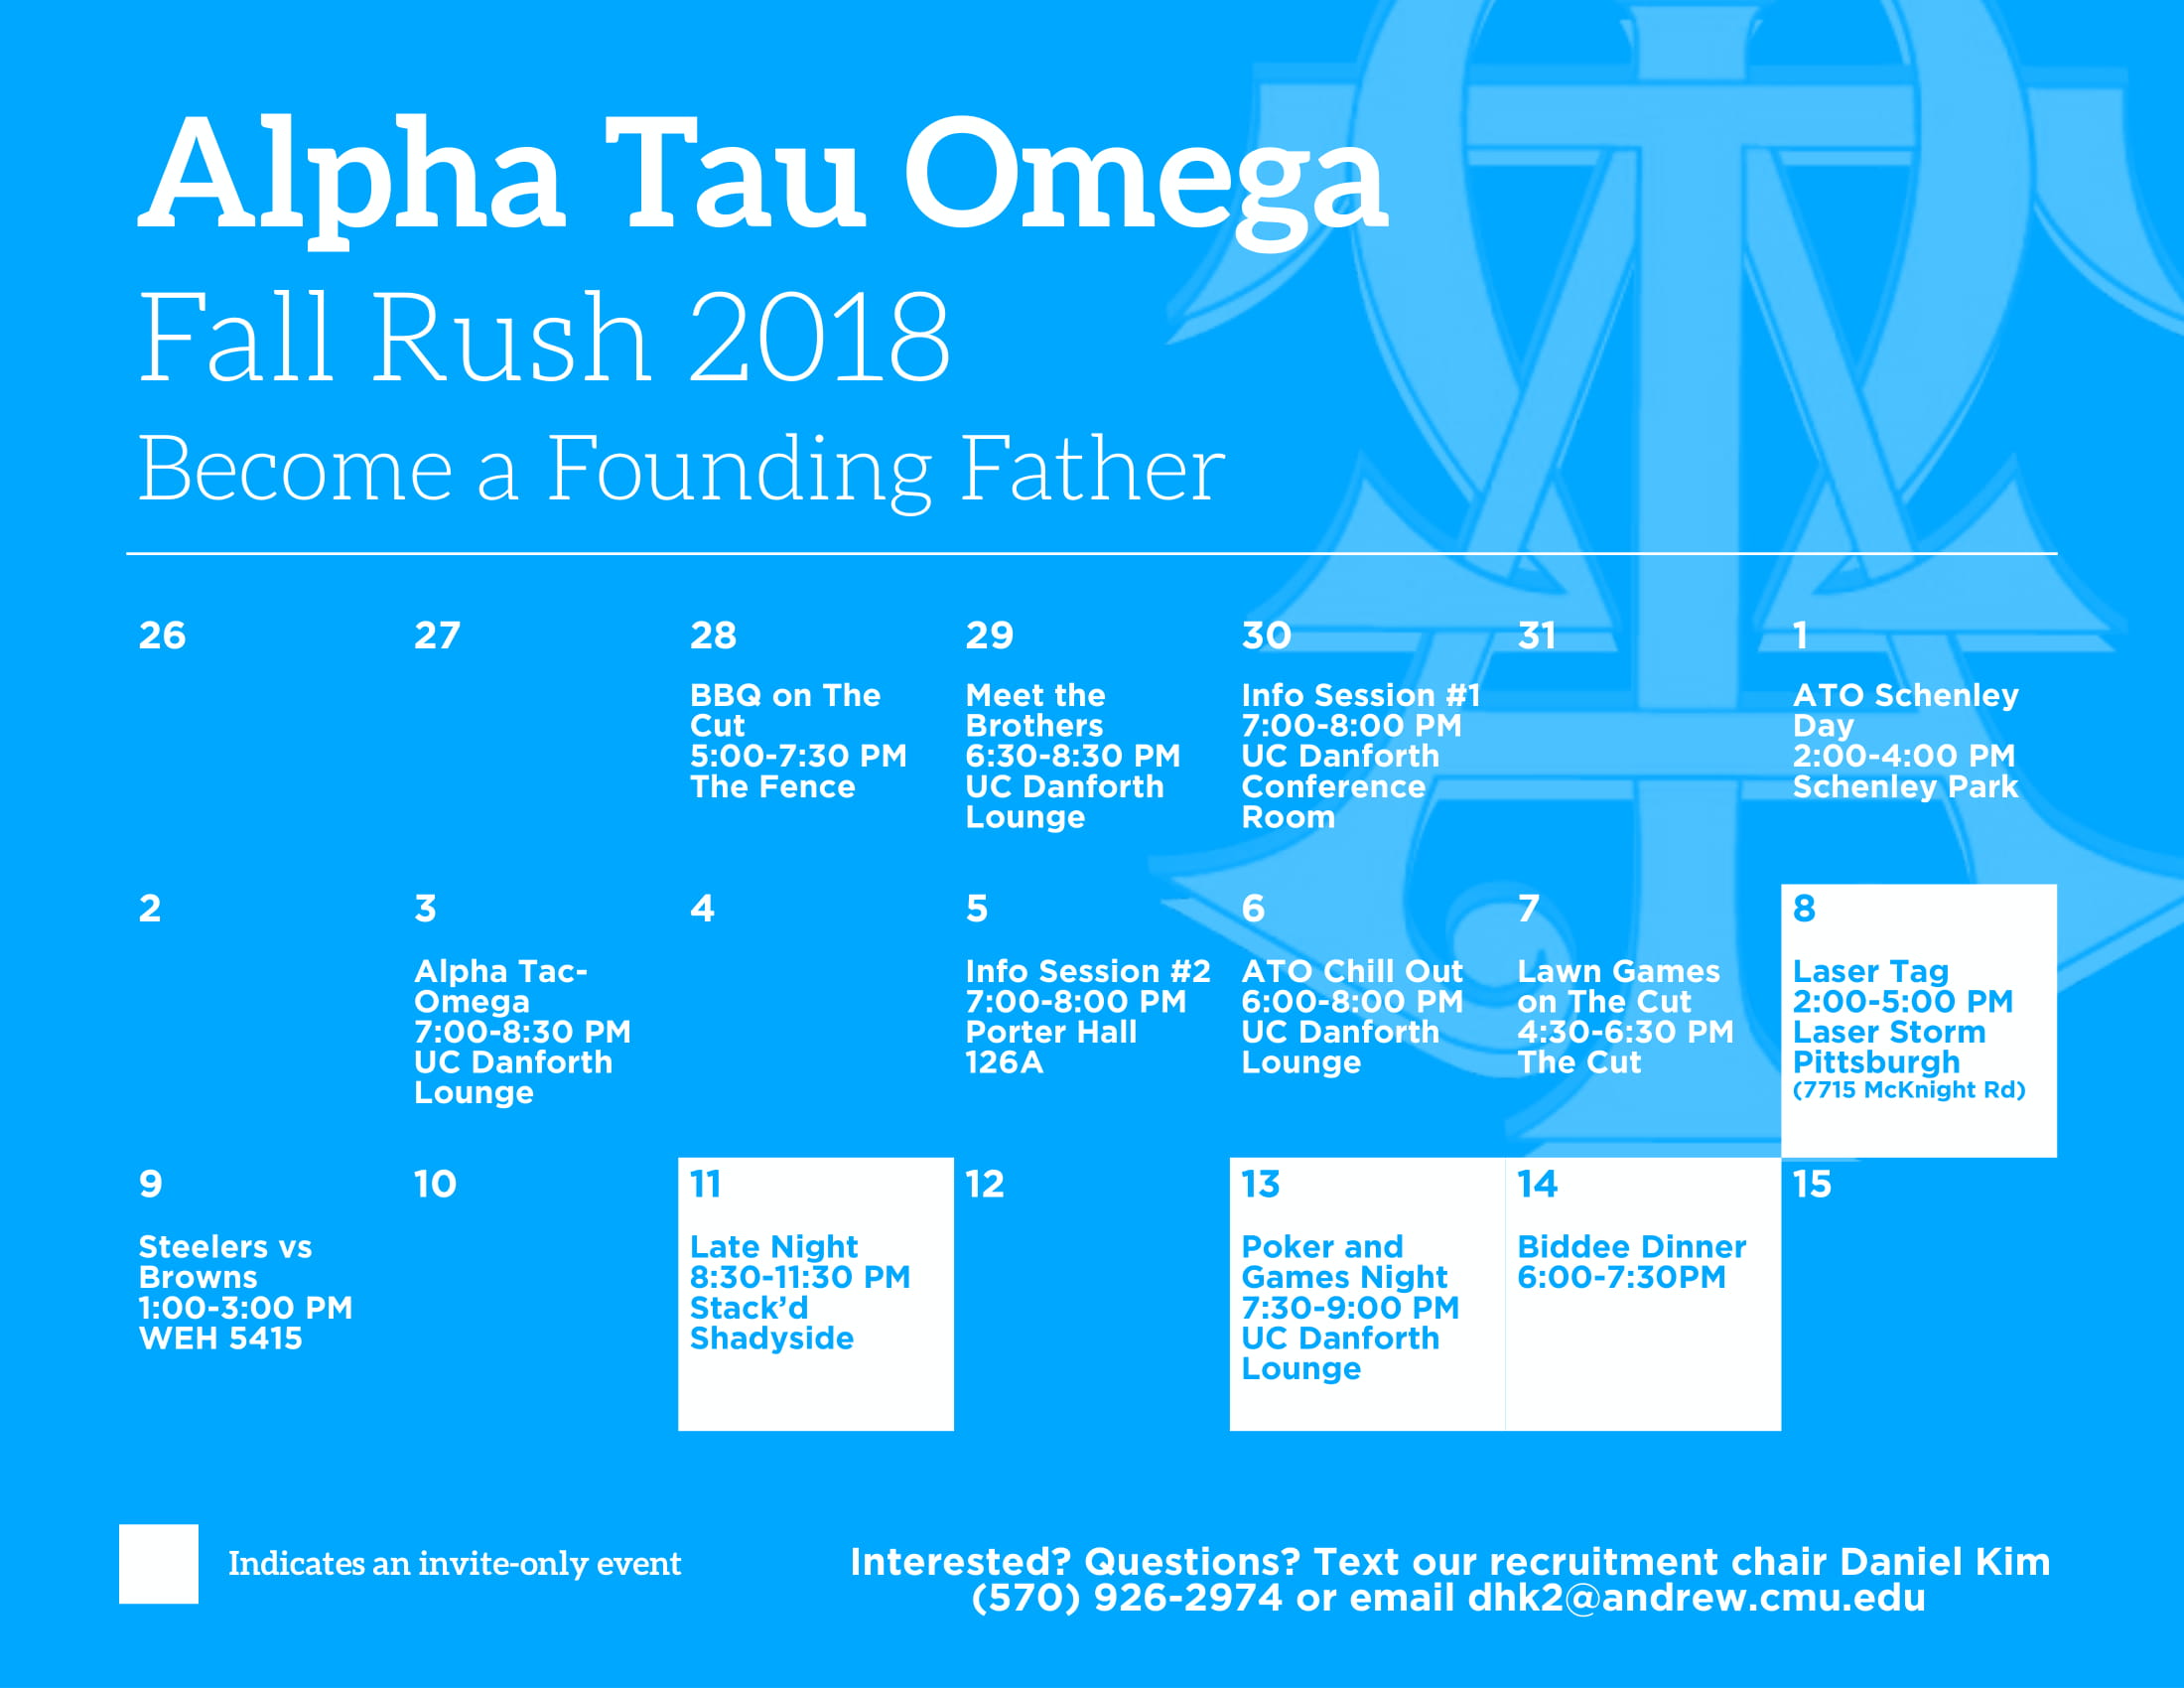 Alpha Tau Omega
Fall Rush 2018
Become a Founding Father
26
27
28
BBQ on The
Cut
5:00-7:30 PM
The Fence
29
Meet the
Brothers
6:30-8:30 PM
UC Danforth
Lounge
30
Info Session #1
7:00-8:00 PM
UC Danforth
Conference
Room
31
1
ATO Schenley
Day
2:00-4:00 PM
Schenley Park
2
3
Alpha Tac-
Omega
7:00-8:30 PM
UC Danforth
Lounge
4
5
Info Session #2
7:00-8:00 PM
Porter Hall
126A
6
ATO Chill Out
6:00-8:00 PM
UC Danforth
Lounge
7
Lawn Games
on The Cut
4:30-6:30 PM
The Cut
8
Laser Tag
2:00-5:00 PM
Laser Storm
Pittsburgh
(7715 McKnight Rd)
9
Steelers vs
Browns
1:00-3:00 PM
WEH 5415
10
11
Late Night
8:30-11:30 PM
Stack’d
Shadyside
12
13
Poker and
Games Night
7:30-9:00 PM
UC Danforth
Lounge
14
Biddee Dinner
6:00-7:30PM
15
Indicates an invite-only event
Interested? Questions? Text our recruitment chair Daniel Kim
(570) 926-2974 or email dhk2@andrew.cmu.edu